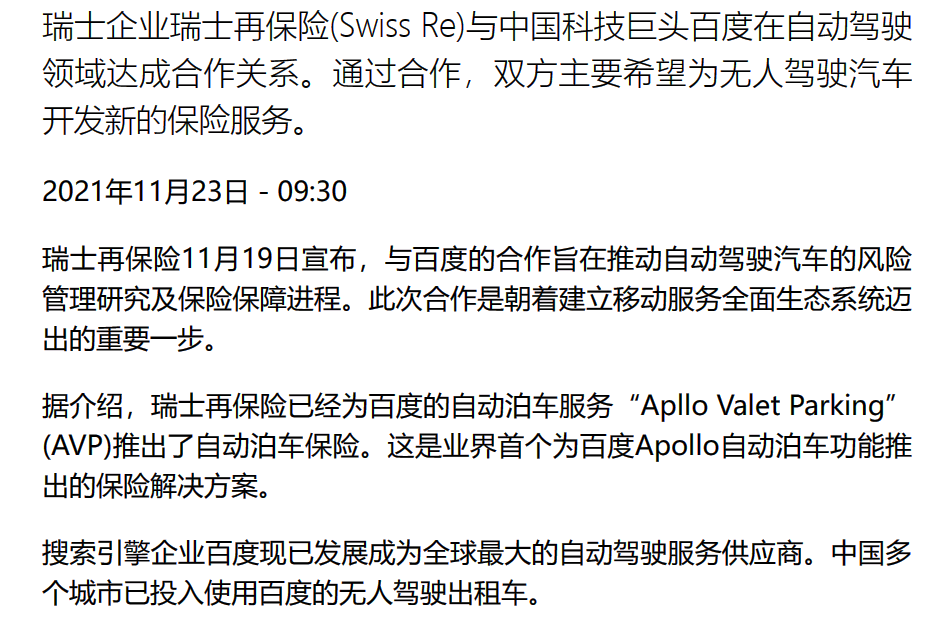 瑞士企业瑞士再保险(Swiss Re)与中国科技巨头百度在自动驾驶
领域达成合作关系。通过合作，双方主要希望为无人驾驶汽车
开发新的保险服务。
2021年11月23日 - 09:30
瑞士再保险11月19日宣布，与百度的合作旨在推动自动驾驶汽车的风险
管理研究及保险保障进程。此次合作是朝着建立移动服务全面生态系统迈
出的重要一步。
据介绍，瑞士再保险已经为百度的自动泊车服务“Apllo Valet Parking”
(AVP)推出了自动泊车保险。这是业界首个为百度Apollo自动泊车功能推
出的保险解决方案。
搜索引擎企业百度现已发展成为全球最大的自动驾驶服务供应商。中国多
个城市已投入使用百度的无人驾驶出租车。